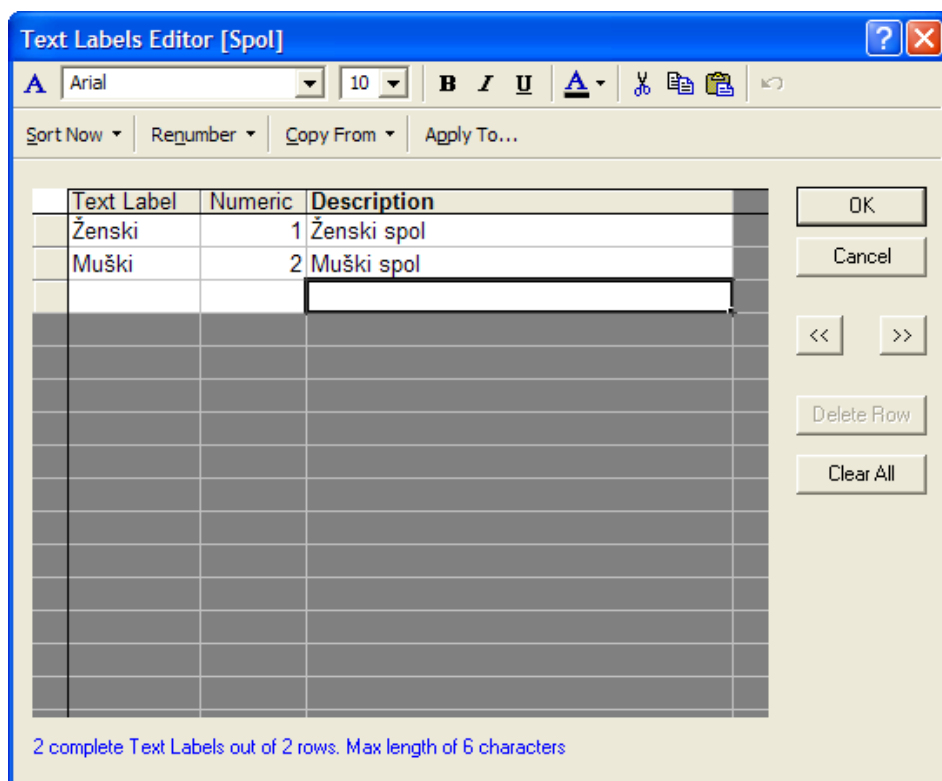 Text Labels Editor [Spol]
A Arial 10 B I U A
Sort Now Renumber Copy From Apply To...
Text Label Numeric Description
Ženski 1 Ženski spol
Muški 2 Muški spol
OK
Cancel
<< >>
Delete Row
Clear All
2 complete Text Labels out of 2 rows. Max length of 6 characters